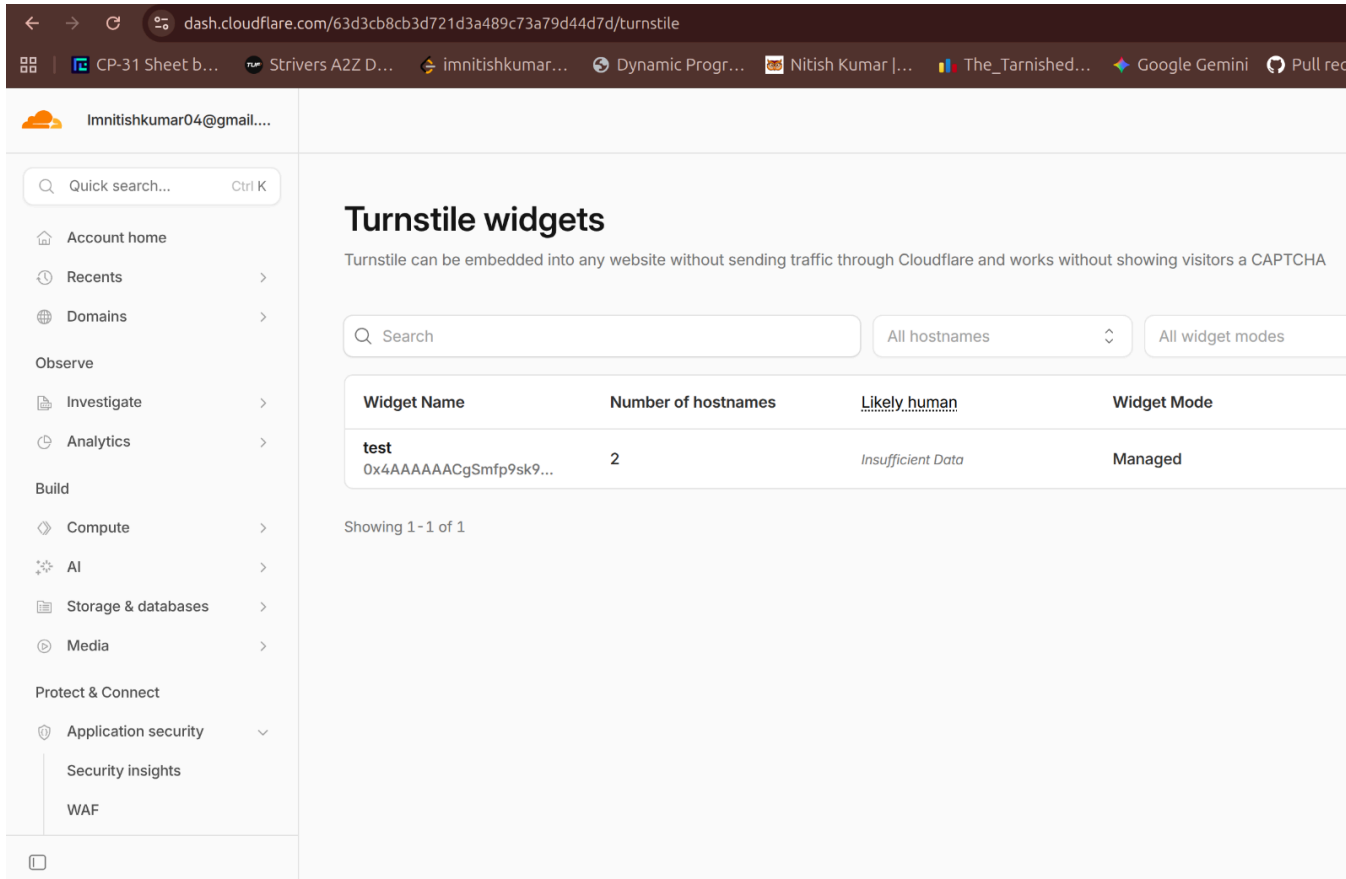 dash.cloudflare.com/63d3cb8cb3d721d3a489c73a79d44d7d/turnstile
CP-31 Sheet b... Strivers A2Z D... imnitishkumar... Dynamic Progr... Nitish Kumar |... The_Tarnished... Google Gemini Pull rec
Imnitishkumar04@gmail....
Quick search... Ctrl K
Account home
Recents
Domains
Observe
Investigate
Analytics
Build
Compute
AI
Storage & databases
Media
Protect & Connect
Application security
Security insights
WAF
Turnstile widgets
Turnstile can be embedded into any website without sending traffic through Cloudflare and works without showing visitors a CAPTCHA
Search All hostnames All widget modes
Widget Name Number of hostnames Likely human Widget Mode
test
0x4AAAAAACgSmfp9sk9... 2 Insufficient Data Managed
Showing 1-1 of 1